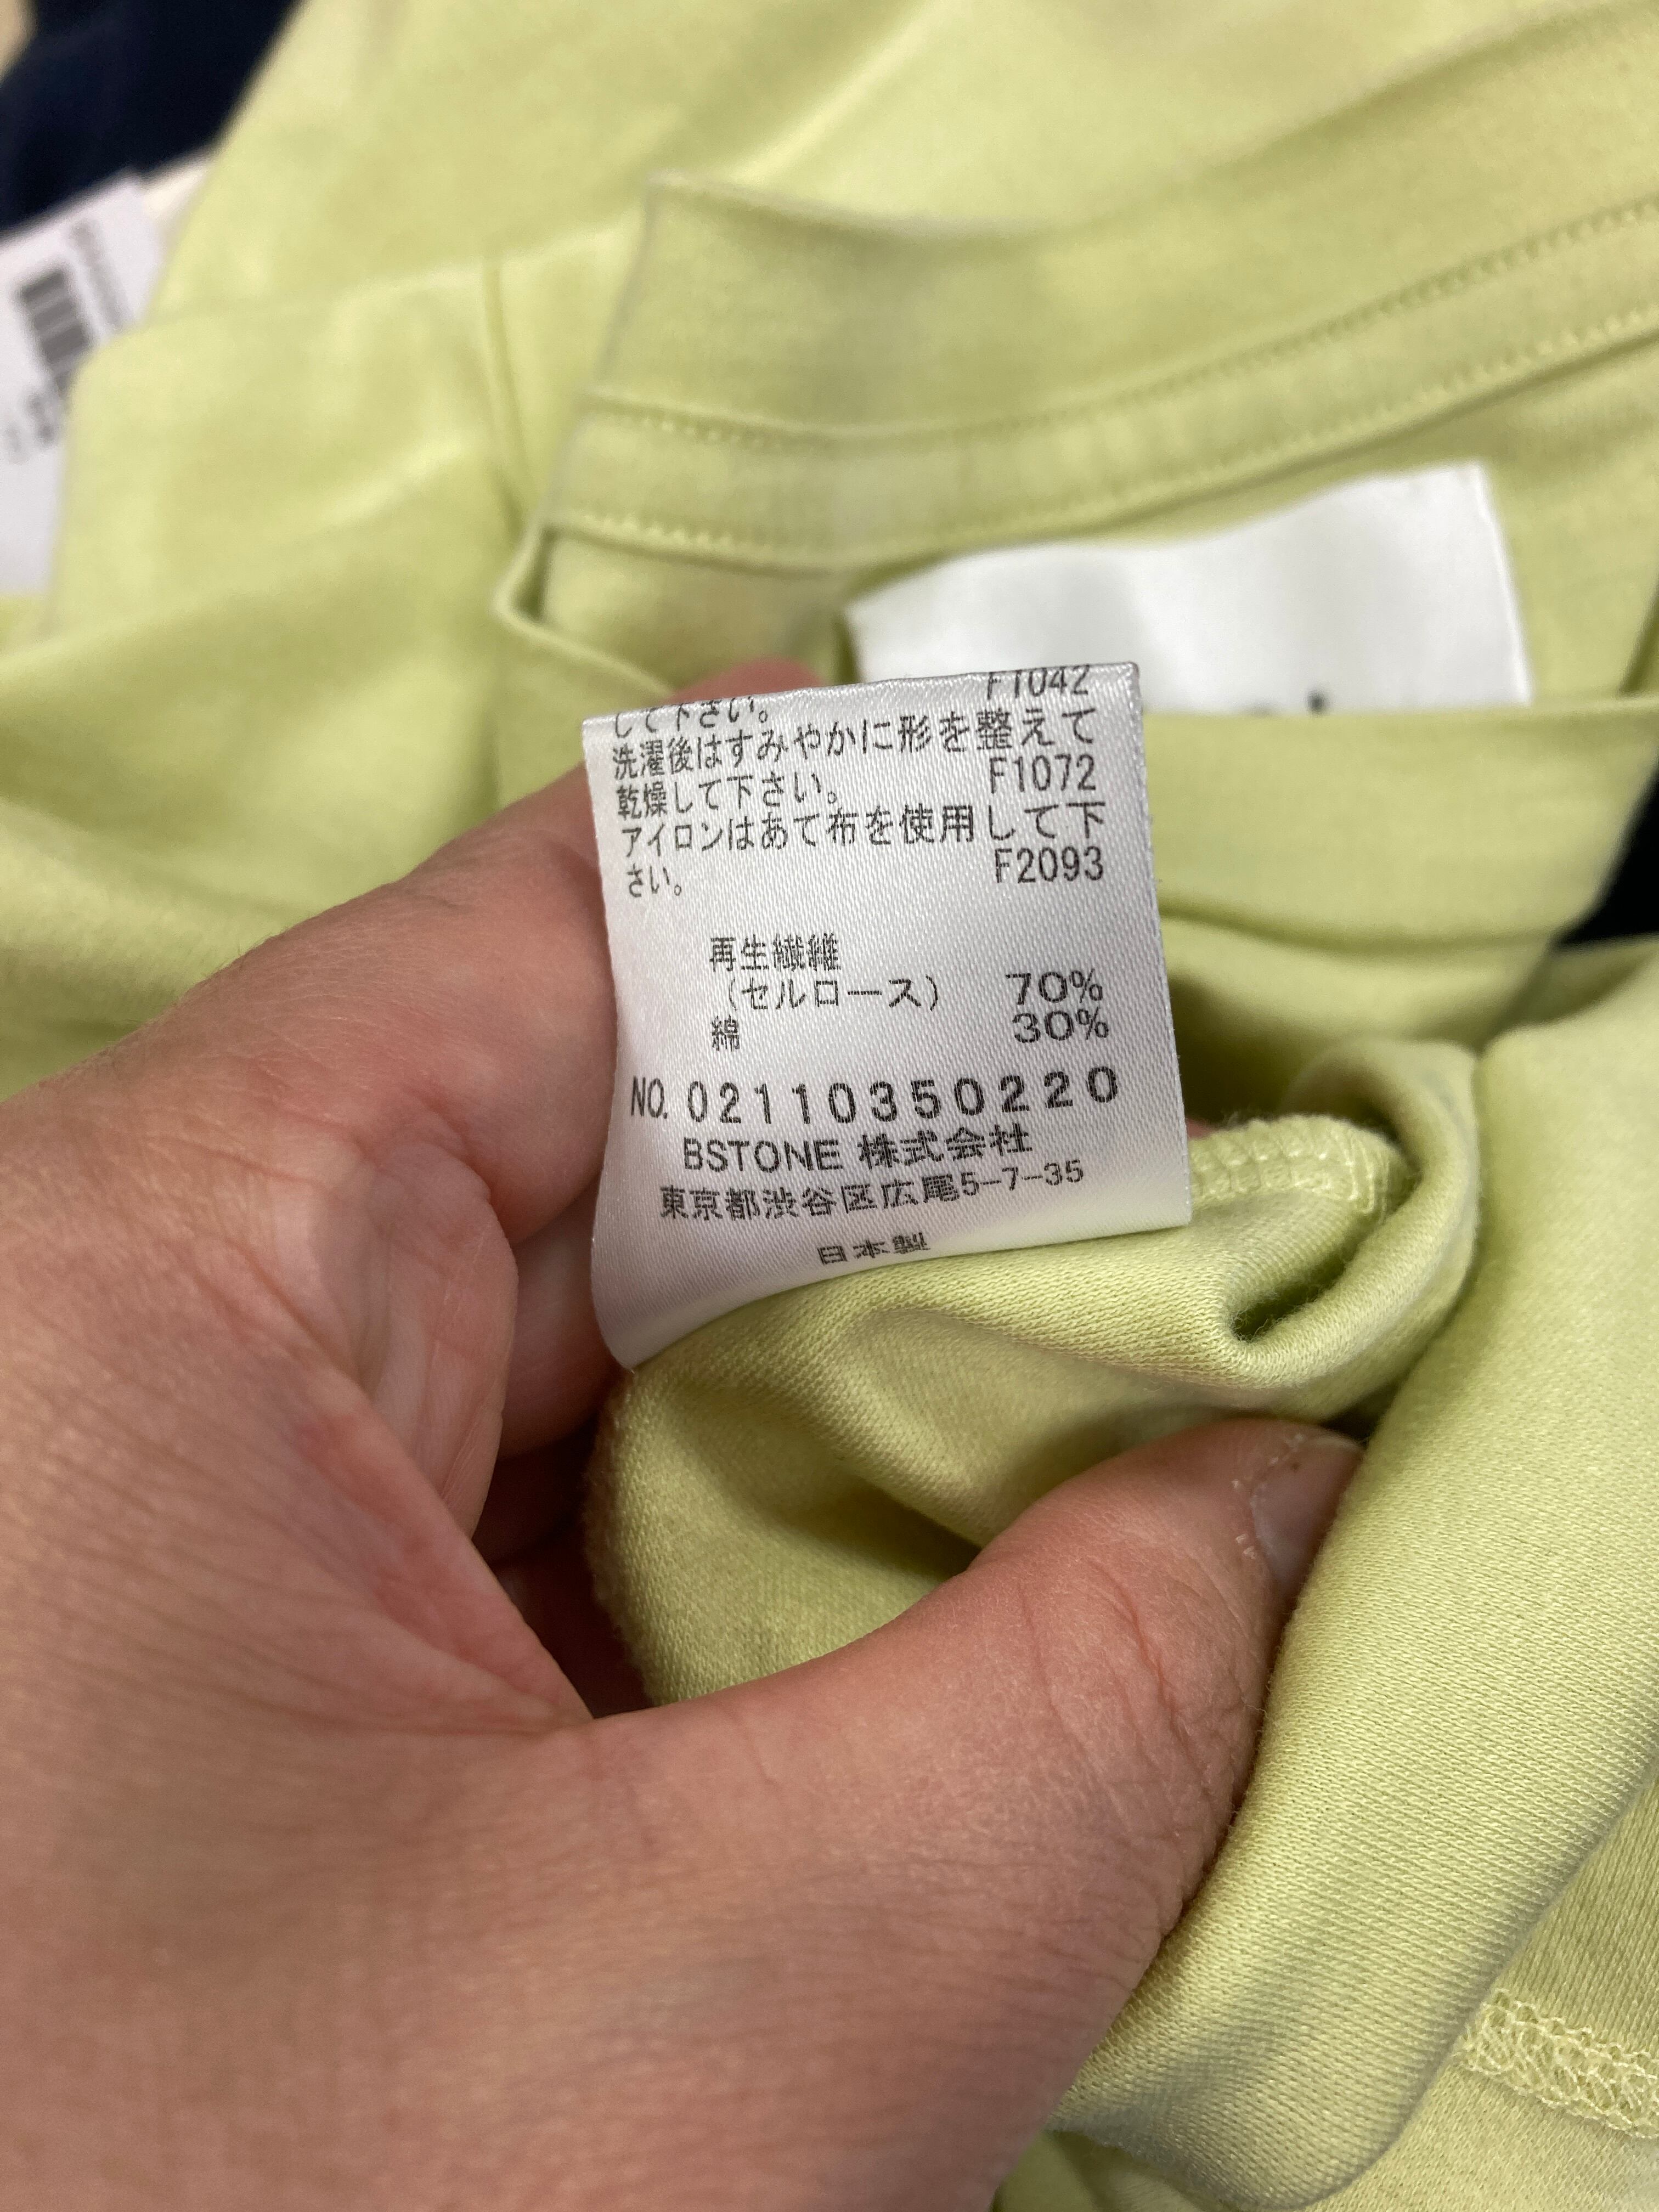 F1042
して下さい。
洗濯後はすみやかに形を整えて
乾燥して下さい。 F1072
アイロンはあて布を使用して下
さい。 F2093
再生繊維
(セルロース) 70%
綿 30%
NO. 02110350220
BSTONE 株式会社
東京都渋谷区広尾5-7-35
日本製